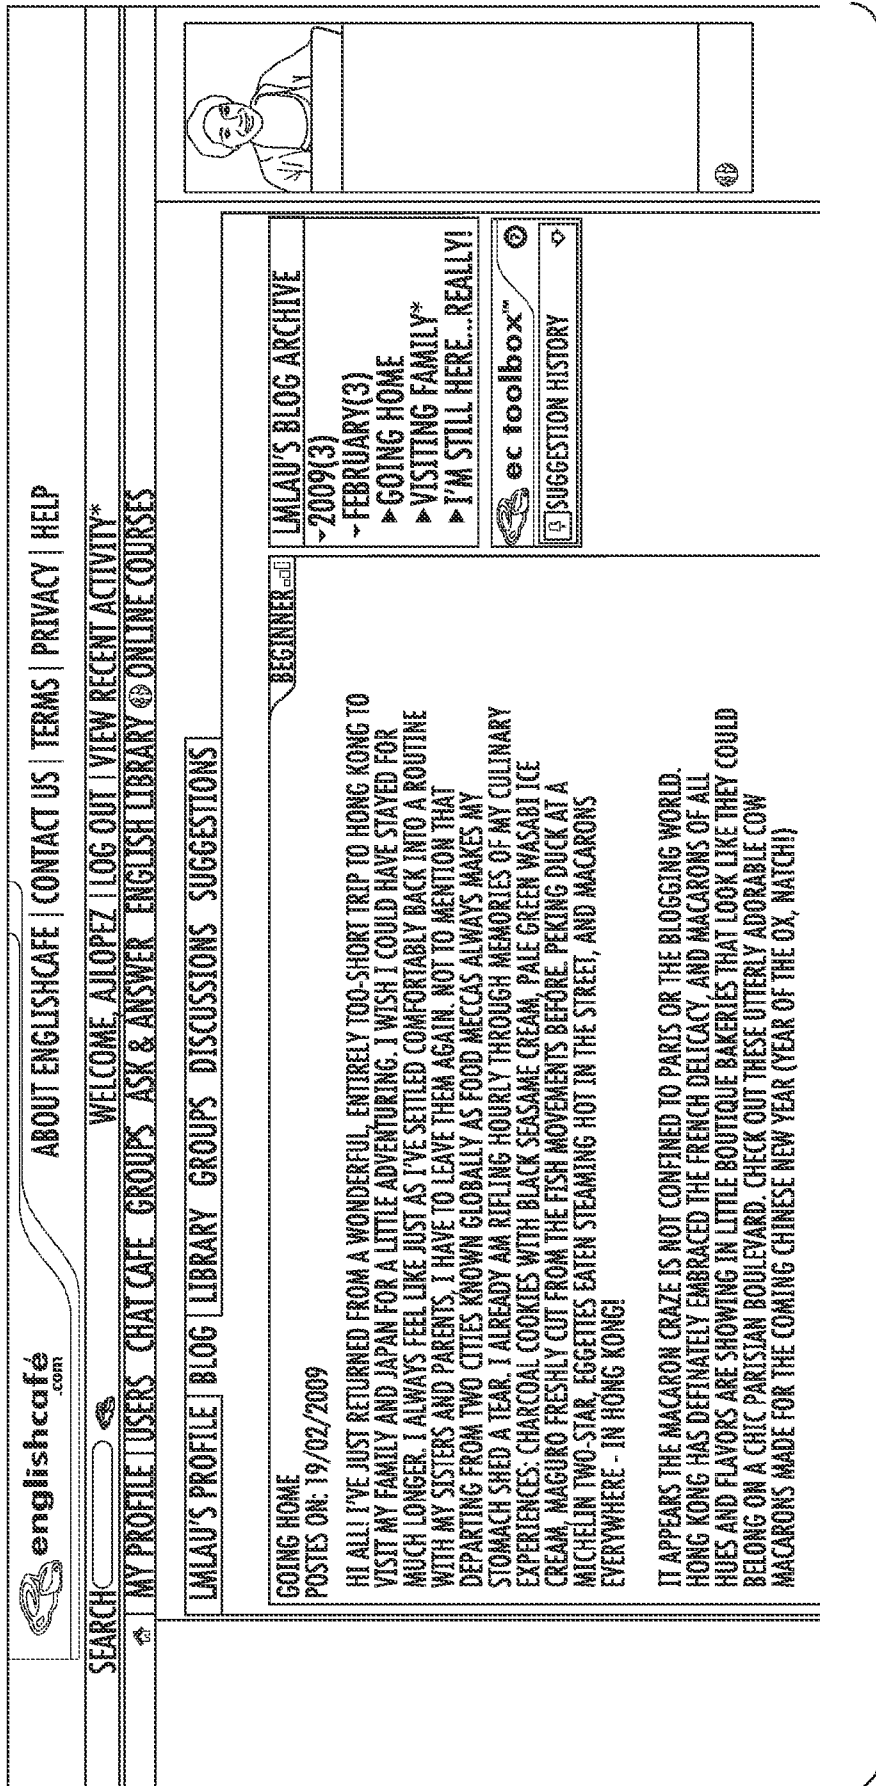 englishcafe
.com
ABOUT ENGLISHCAFE | CONTACT US | TERMS | PRIVACY | HELP
SEARCH
WELCOME, AJLOPEZ | LOG OUT | VIEW RECENT ACTIVITY*
MY PROFILE | USERS CHAT CAFE GROUPS ASK & ANSWER ENGLISH LIBRARY ONLINE COURSES
LMLAU'S PROFILE | BLOG | LIBRARY GROUPS DISCUSSIONS SUGGESTIONS
BEGINNER
GOING HOME
POSTES ON: 19/02/2009
HI ALL! I'VE JUST RETURNED FROM A WONDERFUL, ENTIRELY TOO-SHORT TRIP TO HONG KONG TO
VISIT MY FAMILY AND JAPAN FOR A LITTLE ADVENTURING. I WISH I COULD HAVE STAYED FOR
MUCH LONGER. I ALWAYS FEEL LIKE JUST AS I'VE SETTLED COMFORTABLY BACK INTO A ROUTINE
WITH MY SISTERS AND PARENTS, I HAVE TO LEAVE THEM AGAIN. NOT TO MENTION THAT
DEPARTING FROM TWO CITIES KNOWN GLOBALLY AS FOOD MECCAS ALWAYS MAKES MY
STOMACH SHED A TEAR. I ALREADY AM RIFLING HOURLY THROUGH MEMORIES OF MY CULINARY
EXPERIENCES: CHARCOAL COOKIES WITH BLACK SEASAME CREAM, PALE GREEN WASABI ICE
CREAM, MAGURO FRESHLY CUT FROM THE FISH MOVEMENTS BEFORE. PEKING DUCK AT A
MICHELIN TWO-STAR, EGGETTES EATEN STEAMING HOT IN THE STREET, AND MACARONS
EVERYWHERE - IN HONG KONG!
IT APPEARS THE MACARON CRAZE IS NOT CONFINED TO PARIS OR THE BLOGGING WORLD.
HONG KONG HAS DEFINATELY EMBRACED THE FRENCH DELICACY, AND MACARONS OF ALL
HUES AND FLAVORS ARE SHOWING IN LITTLE BOUTIQUE BAKERIES THAT LOOK LIKE THEY COULD
BELONG ON A CHIC PARISIAN BOULEVARD. CHECK OUT THESE UTTERLY ADORABLE COW
MACARONS MADE FOR THE COMING CHINESE NEW YEAR (YEAR OF THE OX, NATCH!)
LMLAU'S BLOG ARCHIVE
2009(3)
FEBRUARY(3)
GOING HOME
VISITING FAMILY*
I'M STILL HERE...REALLY!
ec toolbox™ ?
SUGGESTION HISTORY